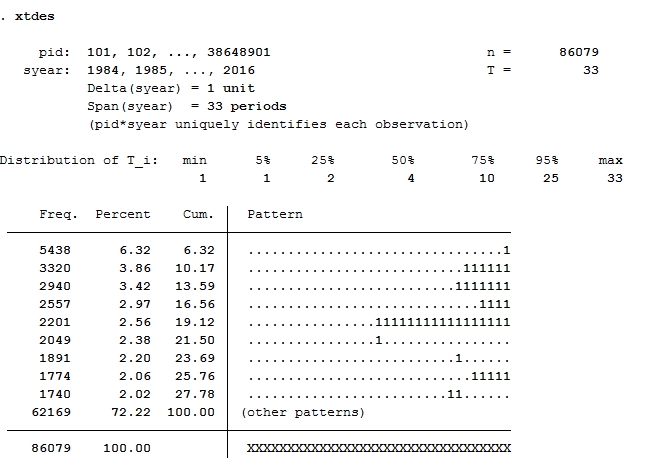 . xtdes
pid: 101, 102, ..., 38648901 n = 86079
syear: 1984, 1985, ..., 2016 T = 33
Delta(syear) = 1 unit
Span(syear) = 33 periods
(pid*syear uniquely identifies each observation)
Distribution of T_i: min 5% 25% 50% 75% 95% max
1 1 2 4 10 25 33
Freq. Percent Cum. | Pattern
5438 6.32 6.32 | ................................1
3320 3.86 10.17 | ...........................111111
2940 3.42 13.59 | ..........................1111111
2557 2.97 16.56 | .............................1111
2201 2.56 19.12 | ................11111111111111111
2049 2.38 21.50 | ................1................
1891 2.20 23.69 | ..........................1......
1774 2.06 25.76 | ............................11111
1740 2.02 27.78 | .........................11......
62169 72.22 100.00 | (other patterns)
86079 100.00 | XXXXXXXXXXXXXXXXXXXXXXXXXXXXXXXXX